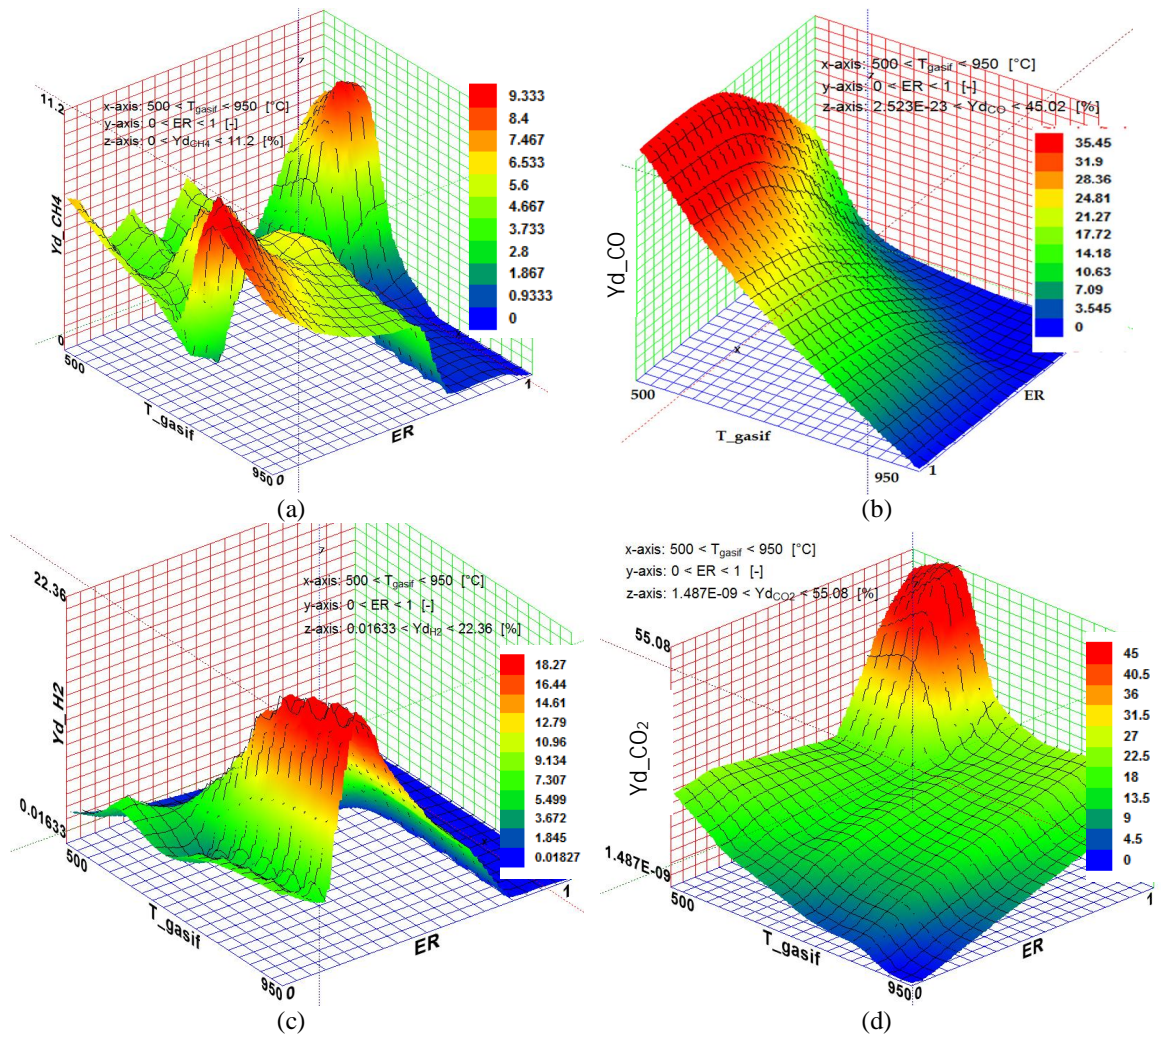 11.2
x-axis: 500 < T_gasif < 950 [°C]
y-axis: 0 < ER < 1 [-]
z-axis: 0 < Yd_CH4 < 11.2 [%]
z
Yd_CH4
0
500
T_gasif
950
0
ER
1
9.333
8.4
7.467
6.533
5.6
4.667
3.733
2.8
1.867
0.9333
0
(a)
x-axis: 500 < T_gasif < 950 [°C]
z
y-axis: 0 < ER < 1 [-]
z-axis: 2.523E-23 < Yd_CO < 45.02 [%]
Yd_CO
x
500
T_gasif
950
1
ER
35.45
31.9
28.36
24.81
21.27
17.72
14.18
10.63
7.09
3.545
0
(b)
22.36
z
x-axis: 500 < T_gasif < 950 [°C]
y-axis: 0 < ER < 1 [-]
z-axis: 0.01633 < Yd_H2 < 22.36 [%]
Yd_H2
0.01633
500
T_gasif
950
0
ER
1
18.27
16.44
14.61
12.79
10.96
9.134
7.307
5.499
3.672
1.845
0.01827
(c)
x-axis: 500 < T_gasif < 950 [°C]
y-axis: 0 < ER < 1 [-]
z-axis: 1.487E-09 < Yd_CO2 < 55.08 [%]
55.08
Yd_CO₂
1.487E-09
500
T_gasif
950
0
ER
1
45
40.5
36
31.5
27
22.5
18
13.5
9
4.5
0
(d)